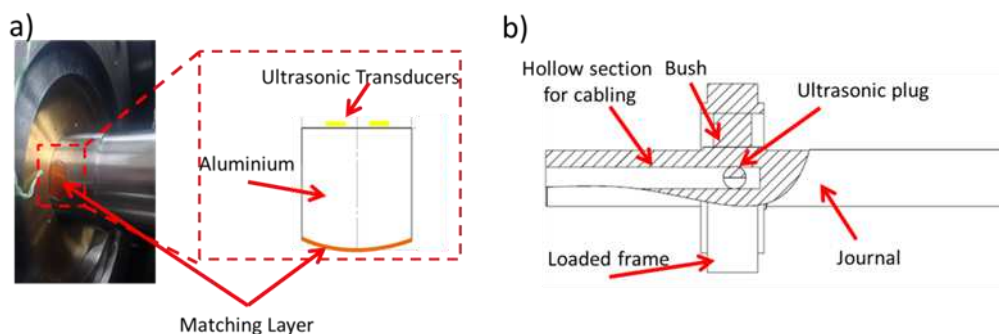 a)
Ultrasonic Transducers
Aluminium
Matching Layer
b)
Hollow section
for cabling
Bush
Ultrasonic plug
Loaded frame
Journal